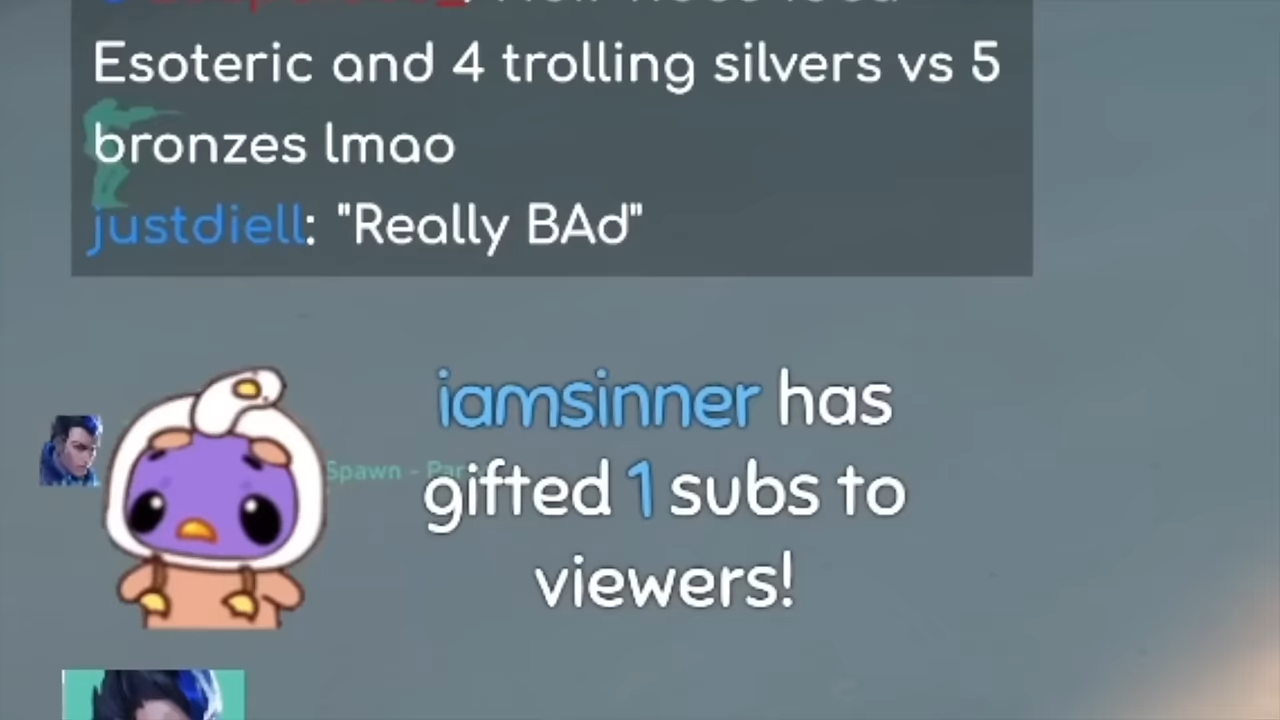 Esoteric and 4 trolling silvers vs 5
bronzes lmao
justdiell: "Really BAd"
iamsinner has
Spawn -
gifted 1 subs to
viewers!